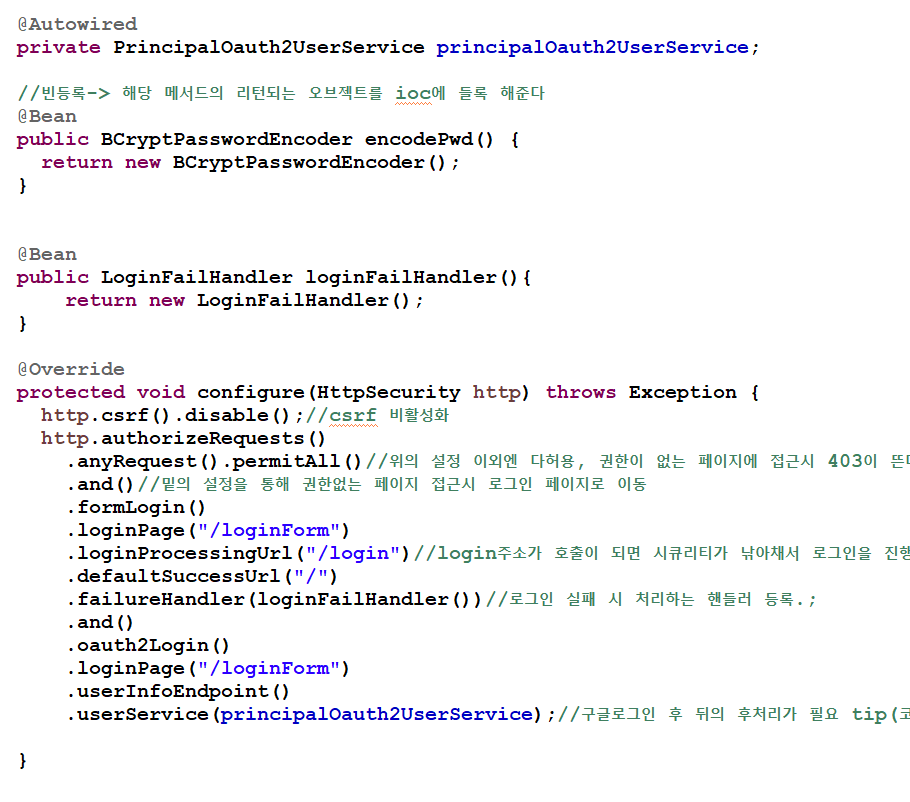 @Autowired
private PrincipalOauth2UserService principalOauth2UserService;
//빈등록-> 해당 메서드의 리턴되는 오브젝트를 ioc에 들록 해준다
@Bean
public BCryptPasswordEncoder encodePwd() {
return new BCryptPasswordEncoder();
}
@Bean
public LoginFailHandler loginFailHandler(){
return new LoginFailHandler();
}
@Override
protected void configure(HttpSecurity http) throws Exception {
http.csrf().disable();//csrf 비활성화
http.authorizeRequests()
.anyRequest().permitAll()//위의 설정 이외엔 다허용, 권한이 없는 페이지에 접근시 403이 뜬다
.and()//밑의 설정을 통해 권한없는 페이지 접근시 로그인 페이지로 이동
.formLogin()
.loginPage("/loginForm")
.loginProcessingUrl("/login")//login주소가 호출이 되면 시큐리티가 낚아채서 로그인을 진행
.defaultSuccessUrl("/")
.failureHandler(loginFailHandler())//로그인 실패 시 처리하는 핸들러 등록.;
.and()
.oauth2Login()
.loginPage("/loginForm")
.userInfoEndpoint()
.userService(principalOauth2UserService);//구글로그인 후 뒤의 후처리가 필요 tip(코
}